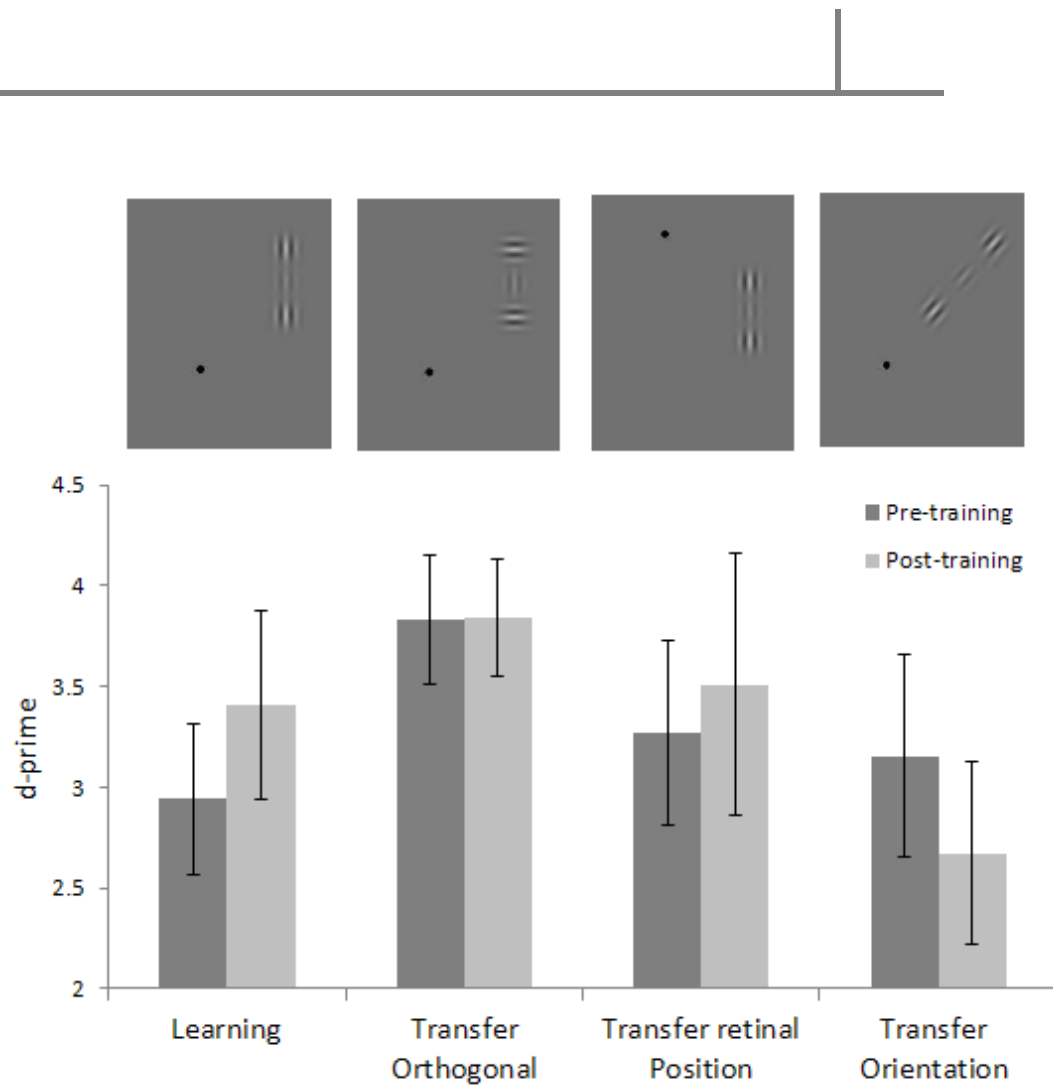 4.5
Pre-training
Post-training
4
3.5
3
2.5
2
d-prime
Learning
Transfer
Orthogonal
Transfer retinal
Position
Transfer
Orientation